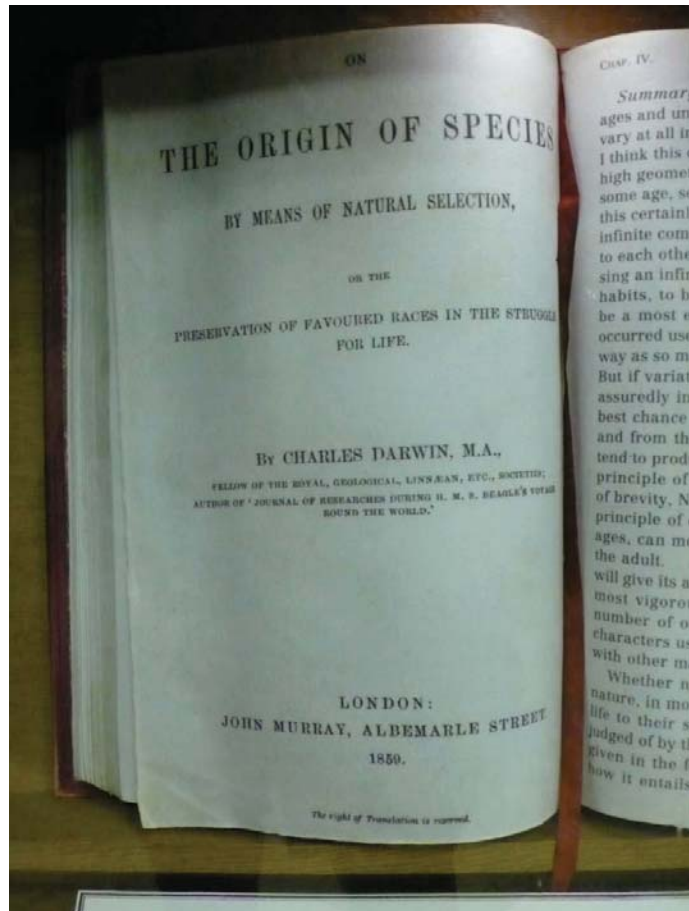 ON
THE ORIGIN OF SPECIES
BY MEANS OF NATURAL SELECTION,
OR THE
PRESERVATION OF FAVOURED RACES IN THE STRUGGLE
FOR LIFE.
BY CHARLES DARWIN, M.A.,
FELLOW OF THE ROYAL, GEOLOGICAL, LINNÆAN, ETC., SOCIETIES;
AUTHOR OF 'JOURNAL OF RESEARCHES DURING H. M. S. BEAGLE'S VOYAGE
ROUND THE WORLD.'
LONDON:
JOHN MURRAY, ALBEMARLE STREET.
1859.
The right of Translation is reserved.
CHAP. IV.
Summar
ages and un
vary at all i
I think this
high geome
some age, s
this certainl
infinite com
to each othe
sing an infi
habits, to h
be a most e
occurred use
way as so m
But if variat
assuredly in
best chance
and from th
tend to prod
principle of
of brevity, N
principle of
ages, can m
the adult.
will give its a
most vigoro
number of o
characters us
with other m
Whether n
nature, in mo
life to their s
judged of by th
given in the f
how it entails